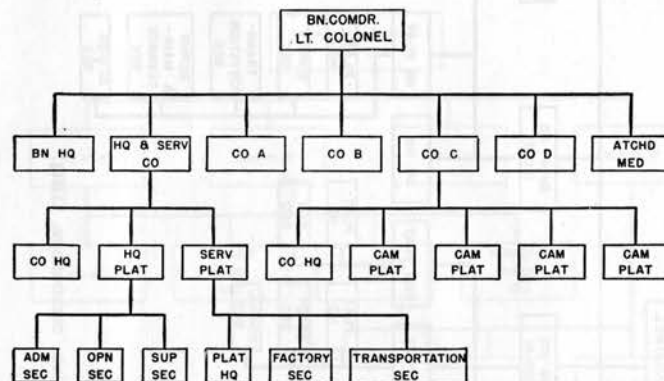 BN. COMDR.
LT. COLONEL
BN HQ
HQ & SERV
CO
CO A
CO B
CO C
CO D
ATCHD
MED
CO HQ
HQ
PLAT
SERV
PLAT
CO HQ
CAM
PLAT
CAM
PLAT
CAM
PLAT
CAM
PLAT
ADM
SEC
OPN
SEC
SUP
SEC
PLAT
HQ
FACTORY
SEC
TRANSPORTATION
SEC